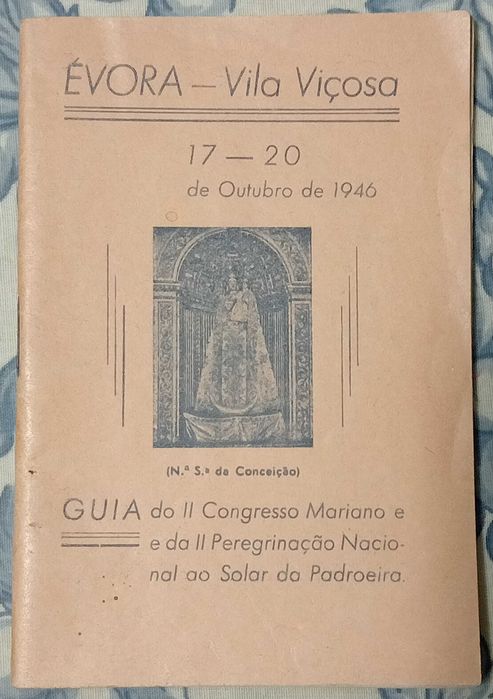 ÉVORA — Vila Viçosa
17 — 20
de Outubro de 1946
(N.ª S.ª da Conceição)
GUIA do II Congresso Mariano e
e da II Peregrinação Nacio-
nal ao Solar da Padroeira.